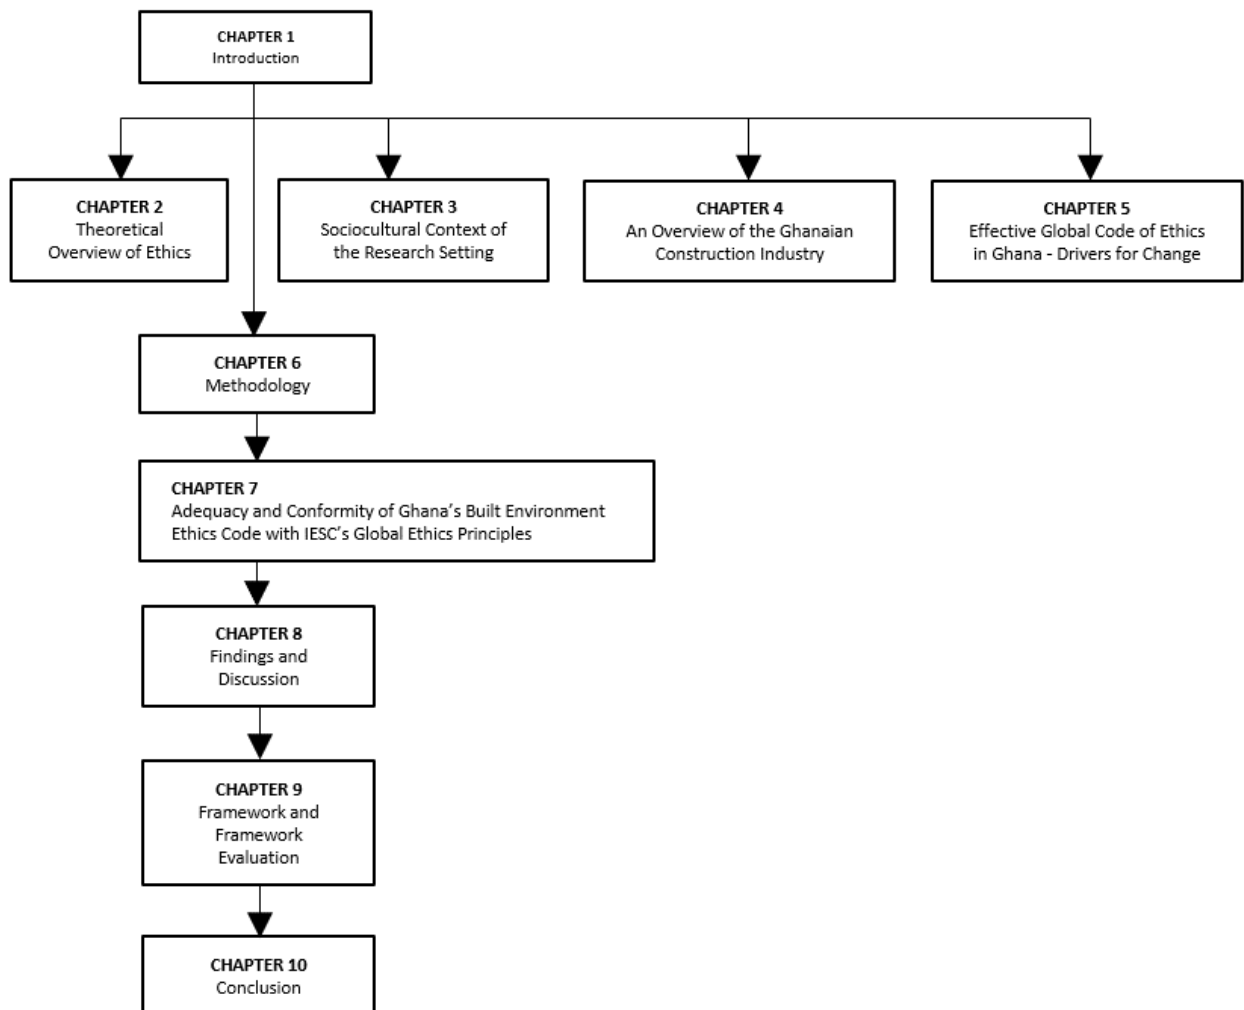 CHAPTER 1
Introduction
CHAPTER 2
Theoretical
Overview of Ethics
CHAPTER 3
Sociocultural Context of
the Research Setting
CHAPTER 4
An Overview of the Ghanaian
Construction Industry
CHAPTER 5
Effective Global Code of Ethics
in Ghana - Drivers for Change
CHAPTER 6
Methodology
CHAPTER 7
Adequacy and Conformity of Ghana’s Built Environment
Ethics Code with IESC’s Global Ethics Principles
CHAPTER 8
Findings and
Discussion
CHAPTER 9
Framework and
Framework
Evaluation
CHAPTER 10
Conclusion